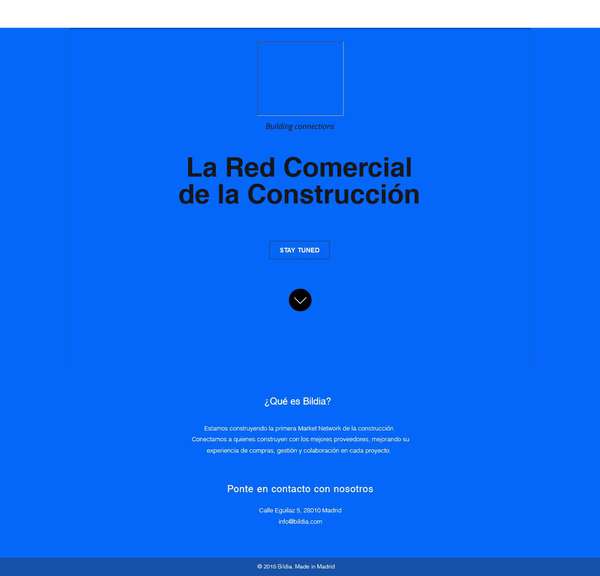 Building connections
La Red Comercial
de la Construcción
STAY TUNED
¿Qué es Bildia?
Estamos construyendo la primera Market Network de la construcción
Conectamos a quienes construyen con los mejores proveedores, mejorando su
experiencia de compras, gestión y colaboración en cada proyecto.
Ponte en contacto con nosotros
Calle Eguilaz 5, 28010 Madrid
info@bildia.com
© 2016 Bildia. Made in Madrid